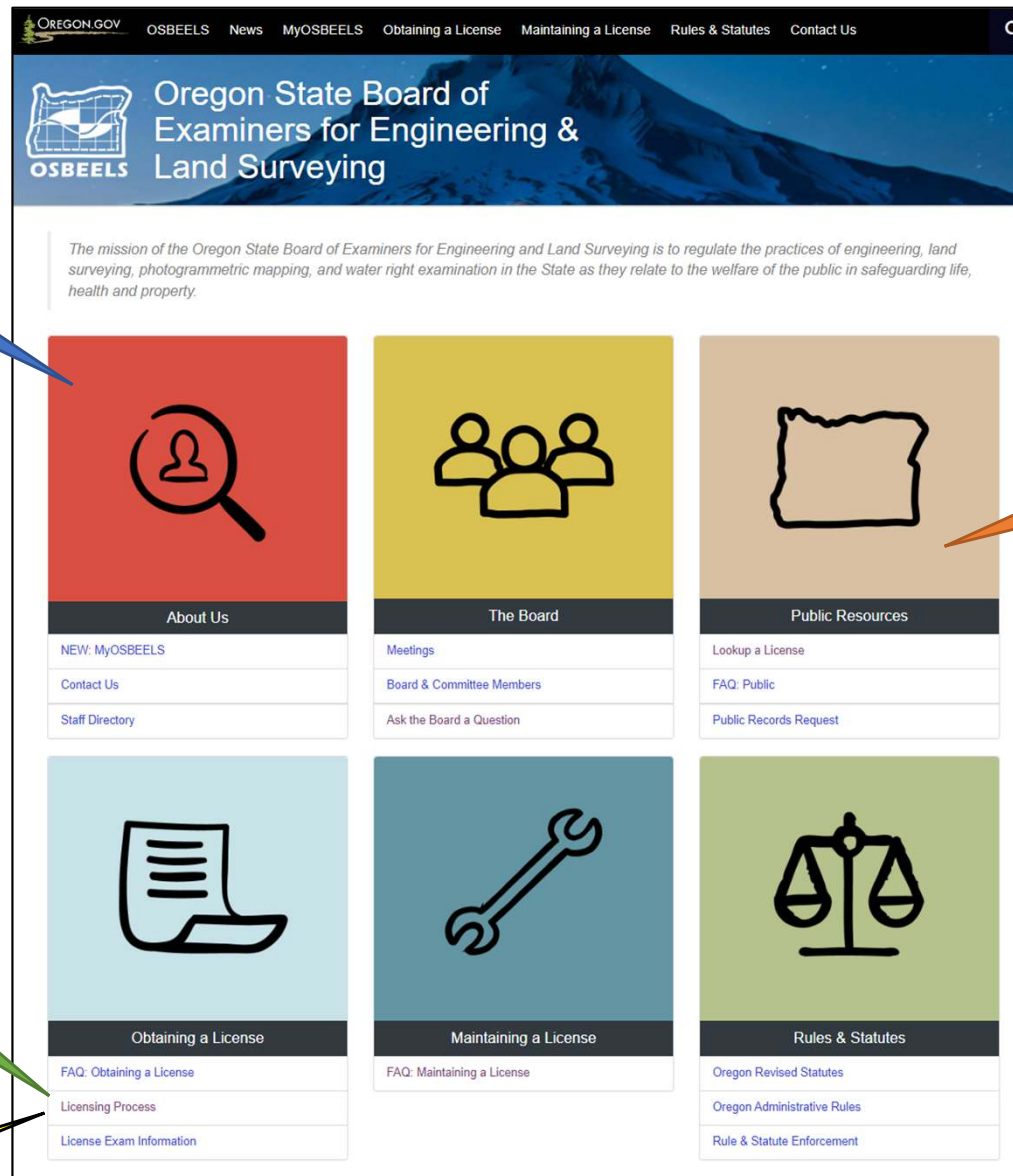 OREGON.GOV OSBEELS News MyOSBEELS Obtaining a License Maintaining a License Rules & Statutes Contact Us
OSBEELS
Oregon State Board of
Examiners for Engineering &
Land Surveying
The mission of the Oregon State Board of Examiners for Engineering and Land Surveying is to regulate the practices of engineering, land
surveying, photogrammetric mapping, and water right examination in the State as they relate to the welfare of the public in safeguarding life,
health and property.
About Us
NEW: MyOSBEELS
Contact Us
Staff Directory
The Board
Meetings
Board & Committee Members
Ask the Board a Question
Public Resources
Lookup a License
FAQ: Public
Public Records Request
Obtaining a License
FAQ: Obtaining a License
Licensing Process
License Exam Information
Maintaining a License
FAQ: Maintaining a License
Rules & Statutes
Oregon Revised Statutes
Oregon Administrative Rules
Rule & Statute Enforcement